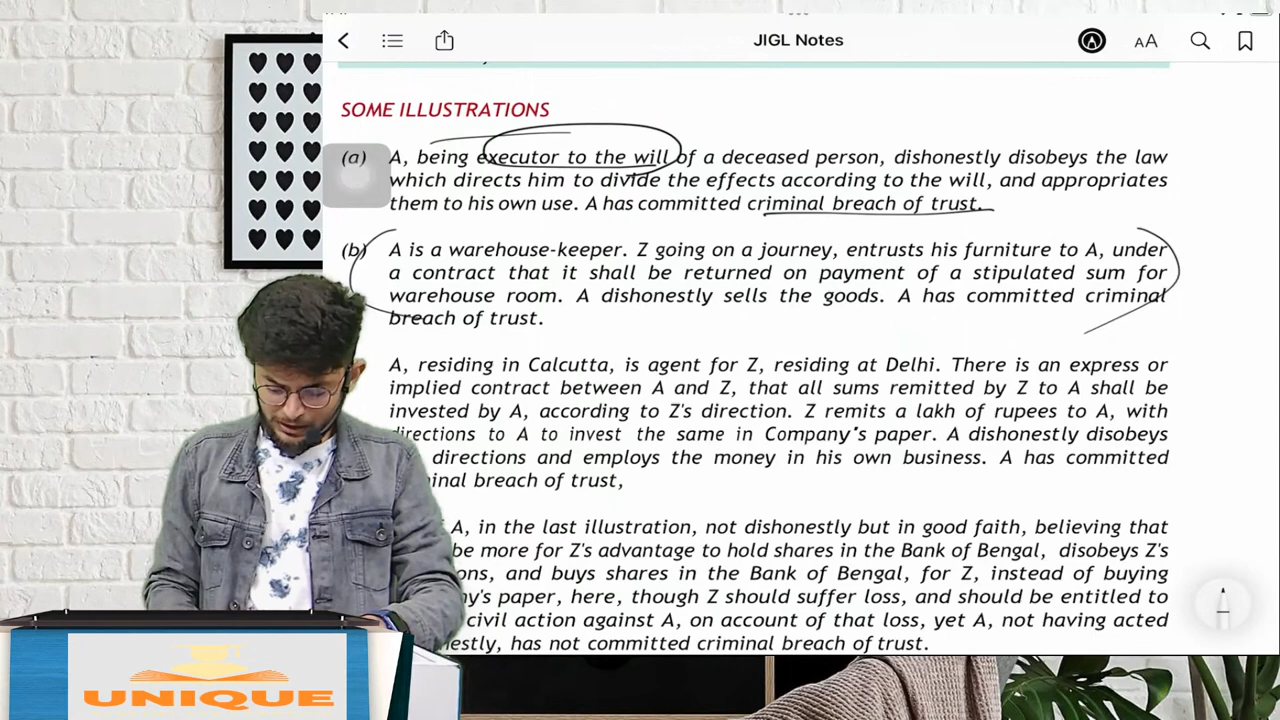 JIGL Notes
AA
SOME ILLUSTRATIONS
(a) A, being executor to the will of a deceased person, dishonestly disobeys the law
which directs him to divide the effects according to the will, and appropriates
them to his own use. A has committed criminal breach of trust.
(b) A is a warehouse-keeper. Z going on a journey, entrusts his furniture to A, under
a contract that it shall be returned on payment of a stipulated sum for
warehouse room. A dishonestly sells the goods. A has committed criminal
breach of trust.
A, residing in Calcutta, is agent for Z, residing at Delhi. There is an express or
implied contract between A and Z, that all sums remitted by Z to A shall be
invested by A, according to Z's direction. Z remits a lakh of rupees to A, with
directions to A to invest the same in Company's paper. A dishonestly disobeys
directions and employs the money in his own business. A has committed
inal breach of trust,
A, in the last illustration, not dishonestly but in good faith, believing that
be more for Z's advantage to hold shares in the Bank of Bengal, disobeys Z's
ons, and buys shares in the Bank of Bengal, for Z, instead of buying
y's paper, here, though Z should suffer loss, and should be entitled to
civil action against A, on account of that loss, yet A, not having acted
estly, has not committed criminal breach of trust.
UNIQUE